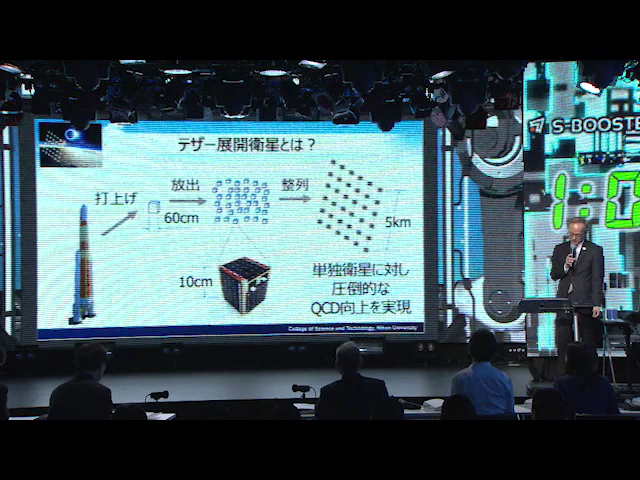 テザー展開衛星とは？
打上げ
放出
整列
60cm
5km
10cm
単独衛星に対し
圧倒的な
QCD向上を実現
College of Science and Technology, Nihon University
S-BOOSTE
1:0